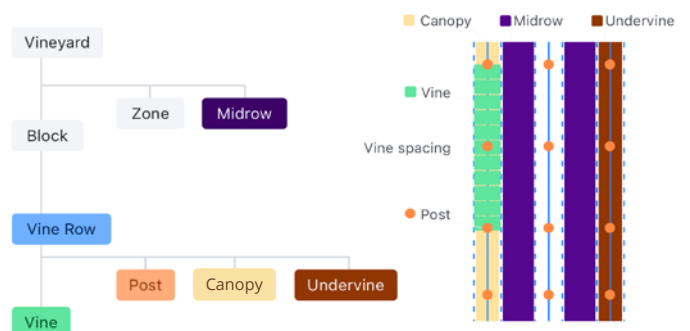 Vineyard
Zone
Midrow
Block
Vine Row
Post
Canopy
Undervine
Vine
Canopy
Midrow
Undervine
Vine
Vine spacing
Post